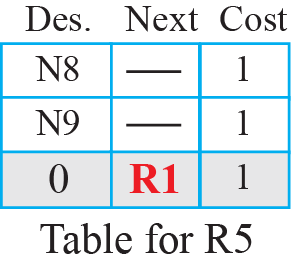 Des. Next Cost
N8 — 1
N9 — 1
0 R1 1
Table for R5